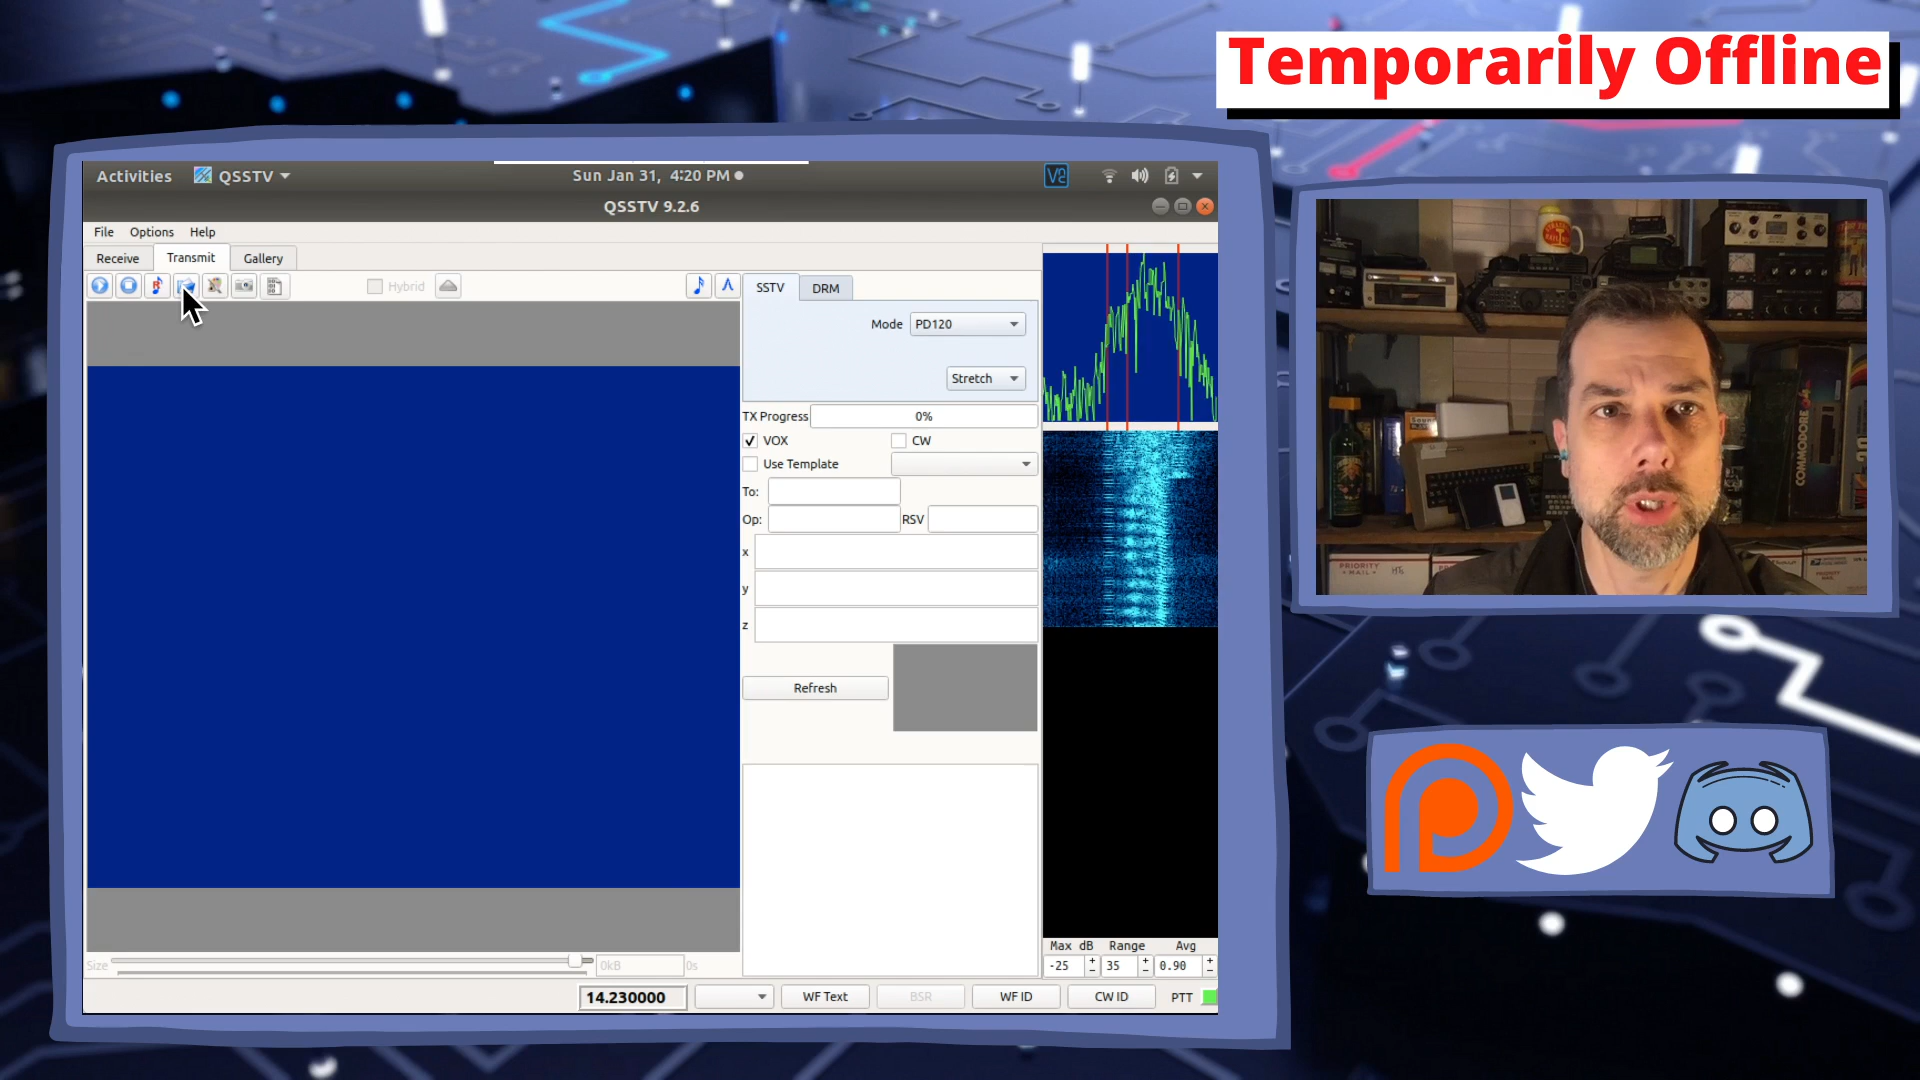 Temporarily Offline
Activities QSSTV Sun Jan 31, 4:20 PM
QSSTV 9.2.6
File Options Help
Receive Transmit Gallery
Hybrid
SSTV DRM
Mode PD120
Stretch
TX Progress 0%
VOX CW
Use Template
To:
Op: RSV
x
y
z
Refresh
Size 0kB 0s
Max dB Range Avg
-25 + - 35 + - 0.90 + -
14.230000 WF Text BSR WF ID CW ID PTT
COMMODORE
PRIORITY
MAIL